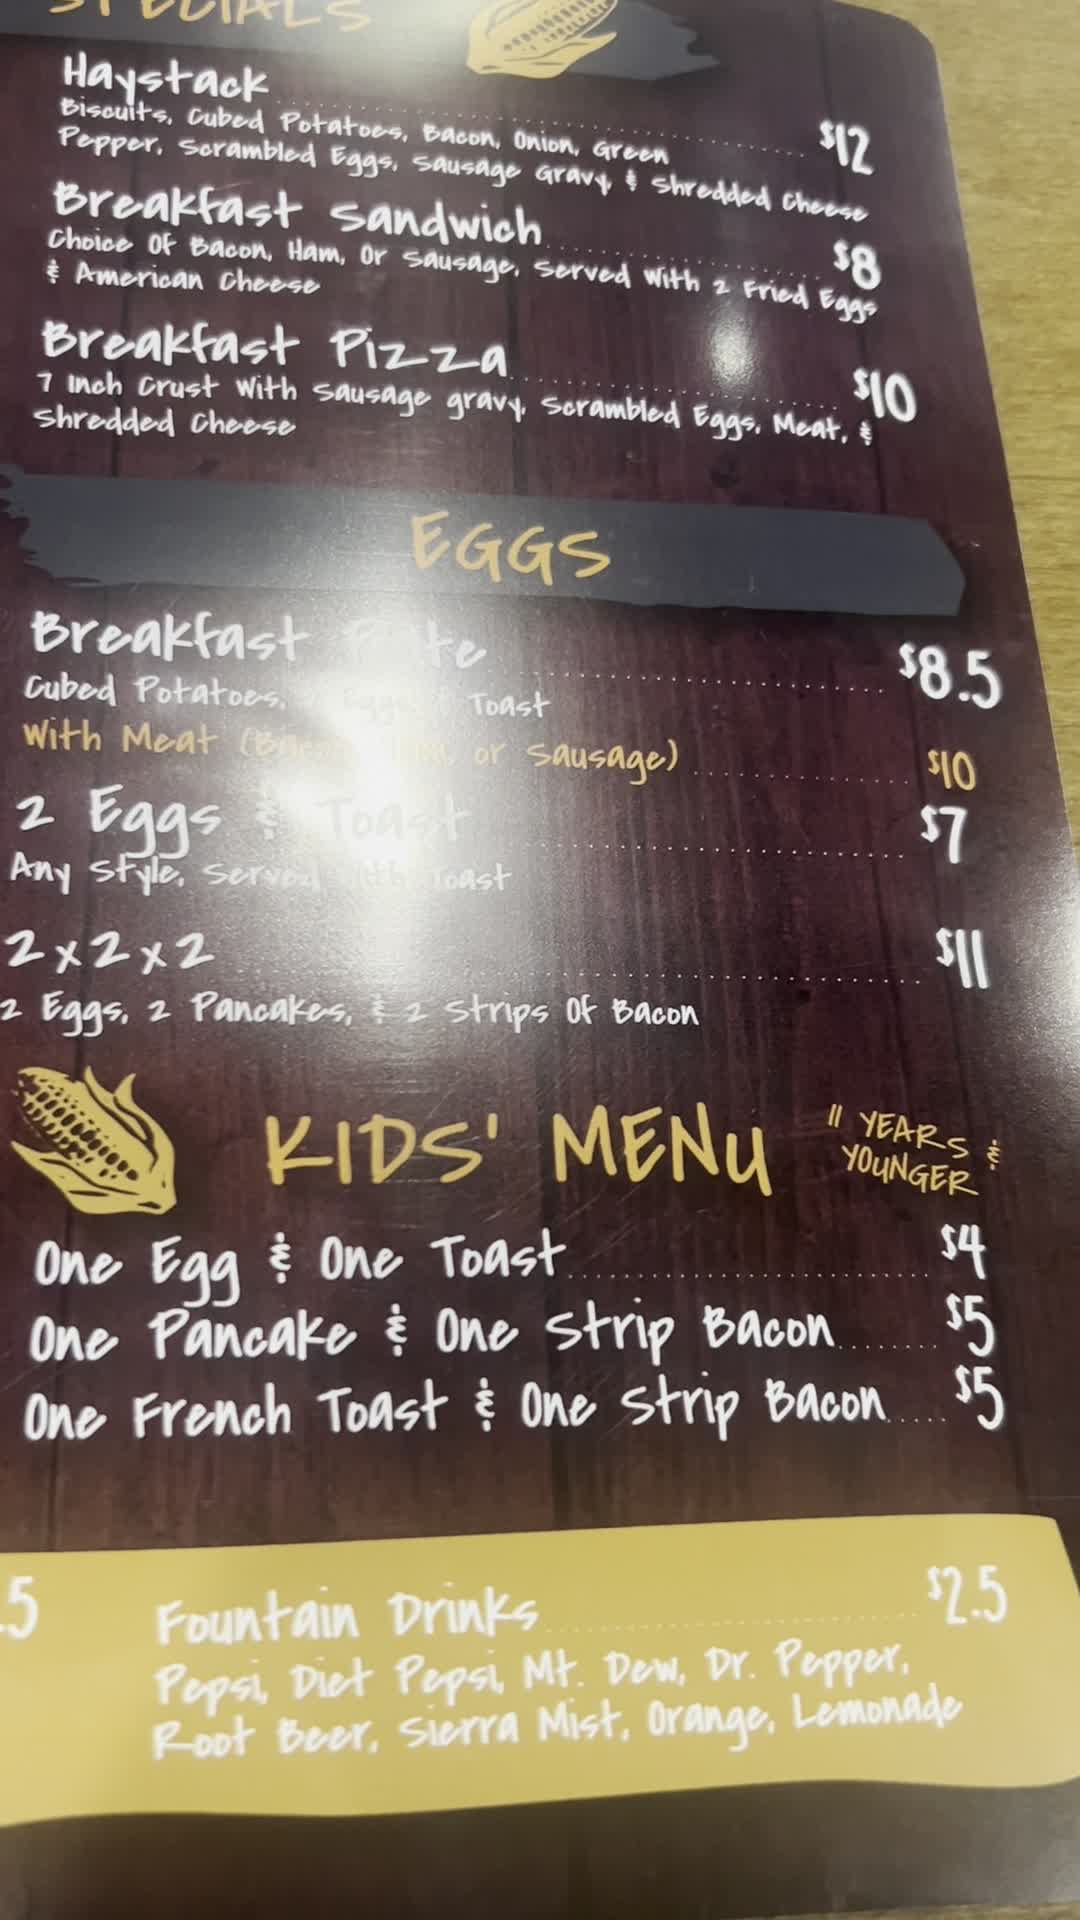 SPECIALS
Haystack $12
Biscuits, Cubed Potatoes, Bacon, Onion, Green
Pepper, Scrambled Eggs, Sausage Gravy, & Shredded Cheese
Breakfast Sandwich $8
Choice Of Bacon, Ham, Or Sausage, Served With 2 Fried Eggs
& American Cheese
Breakfast Pizza $10
7 Inch Crust With Sausage gravy, Scrambled Eggs, Meat, &
Shredded Cheese
EGGS
Breakfast $8.5
Cubed Potatoes, Eggs Toast
With Meat (Bacon, Ham, or Sausage) $10
2 Eggs & Toast $7
Any Style, Served With Toast
2x2x2 $11
2 Eggs, 2 Pancakes, & 2 Strips Of Bacon
KIDS' MENU 11 YEARS &
YOUNGER
One Egg & One Toast $4
One Pancake & One Strip Bacon $5
One French Toast & One Strip Bacon $5
.5 Fountain Drinks $2.5
Pepsi, Diet Pepsi, Mt. Dew, Dr. Pepper,
Root Beer, Sierra Mist, Orange, Lemonade